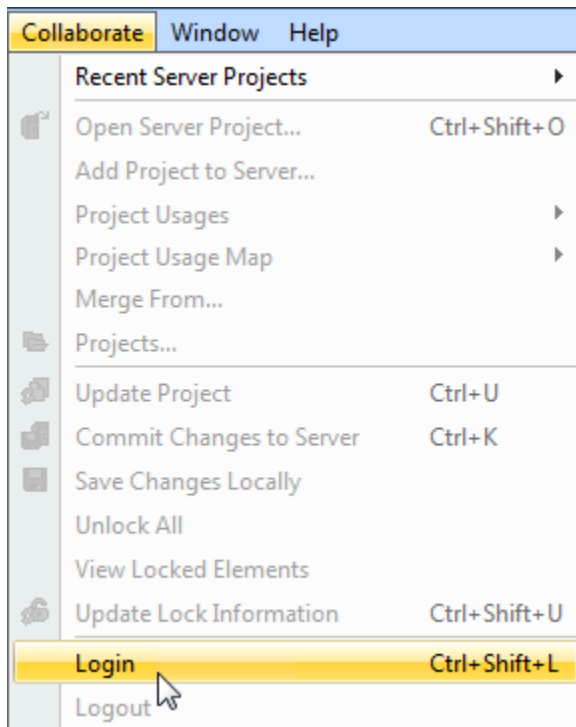 Collaborate Window Help
Recent Server Projects
Open Server Project... Ctrl+Shift+O
Add Project to Server...
Project Usages
Project Usage Map
Merge From...
Projects...
Update Project Ctrl+U
Commit Changes to Server Ctrl+K
Save Changes Locally
Unlock All
View Locked Elements
Update Lock Information Ctrl+Shift+U
Login Ctrl+Shift+L
Logout